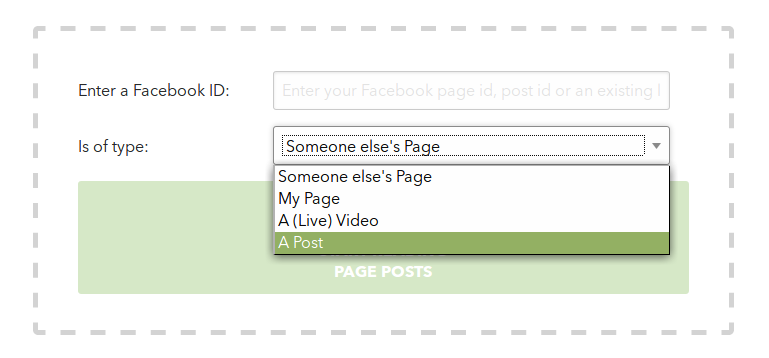 Enter a Facebook ID:
Enter your Facebook page id, post id or an existing
Is of type:
Someone else's Page
Someone else's Page
My Page
A (Live) Video
A Post
PAGE POSTS